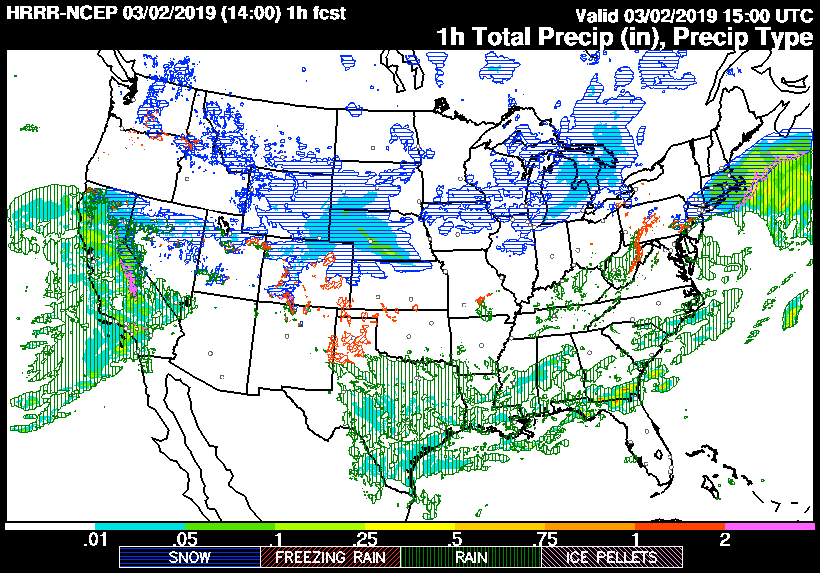 HRRR-NCEP 03/02/2019 (14:00) 1h fcst
Valid 03/02/2019 15:00 UTC
1h Total Precip (in), Precip Type
.01 .05 .1 .25 .5 .75 1 2
SNOW FREEZING RAIN RAIN ICE PELLETS